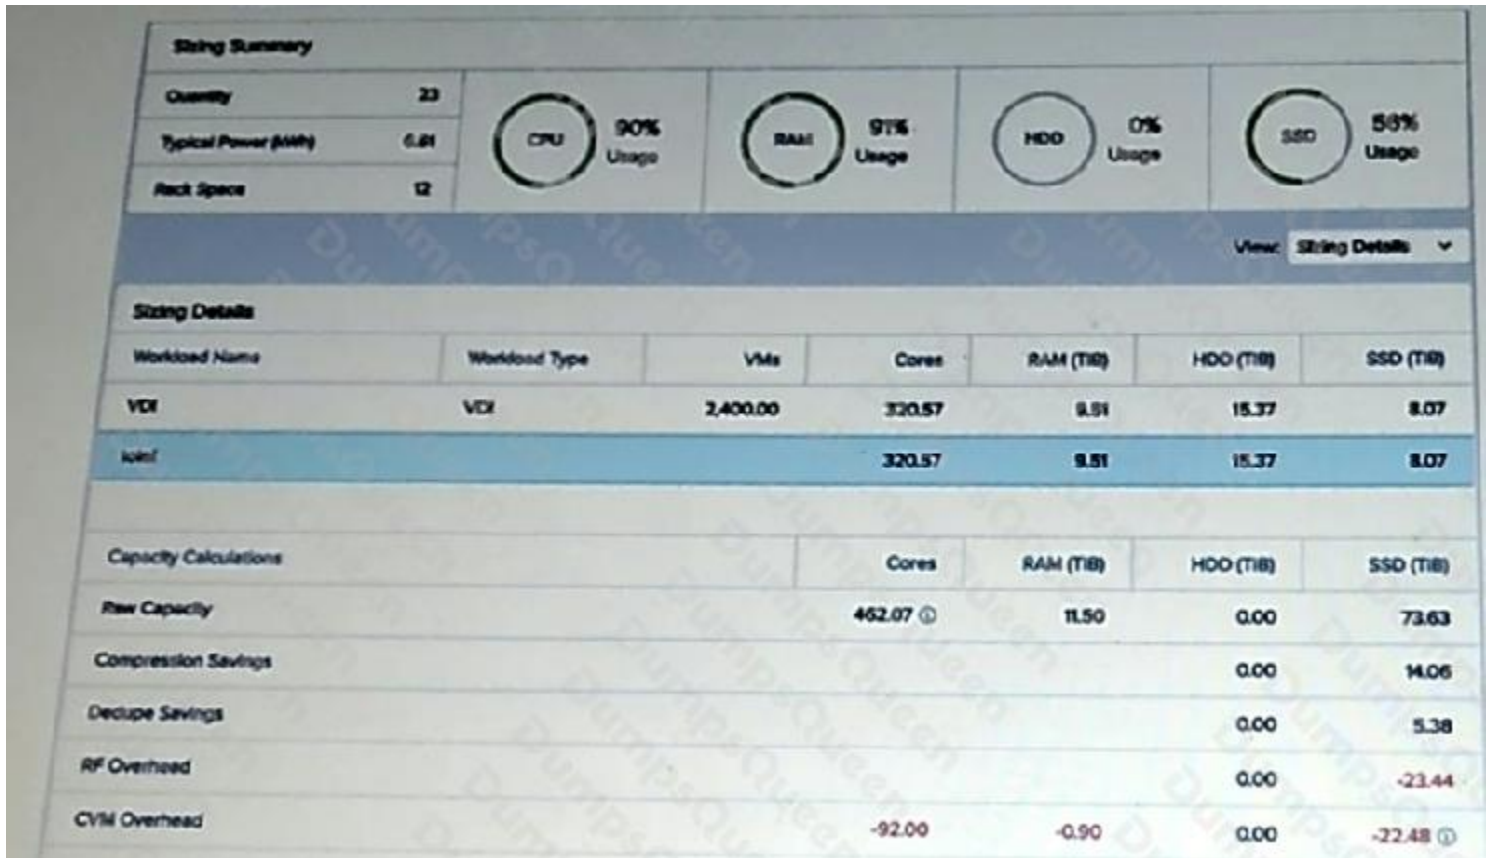 Sizing Summary
Quantity 23
Typical Power (kWh) 6.61
Rack Space 12
CPU 90% Usage
RAM 91% Usage
HDD 0% Usage
SSD 56% Usage
View: Sizing Details
Sizing Details
Workload Name Workload Type VMs Cores RAM (TiB) HDD (TiB) SSD (TiB)
VDI VDI 2,400.00 320.57 9.51 15.37 8.07
320.57 9.51 15.37 8.07
Capacity Calculations Cores RAM (TiB) HDD (TiB) SSD (TiB)
Raw Capacity 462.07 11.50 0.00 73.63
Compression Savings 0.00 14.06
Dedupe Savings 0.00 5.38
RF Overhead 0.00 -23.44
CVM Overhead -92.00 -0.90 0.00 -22.48
DumpsQueen